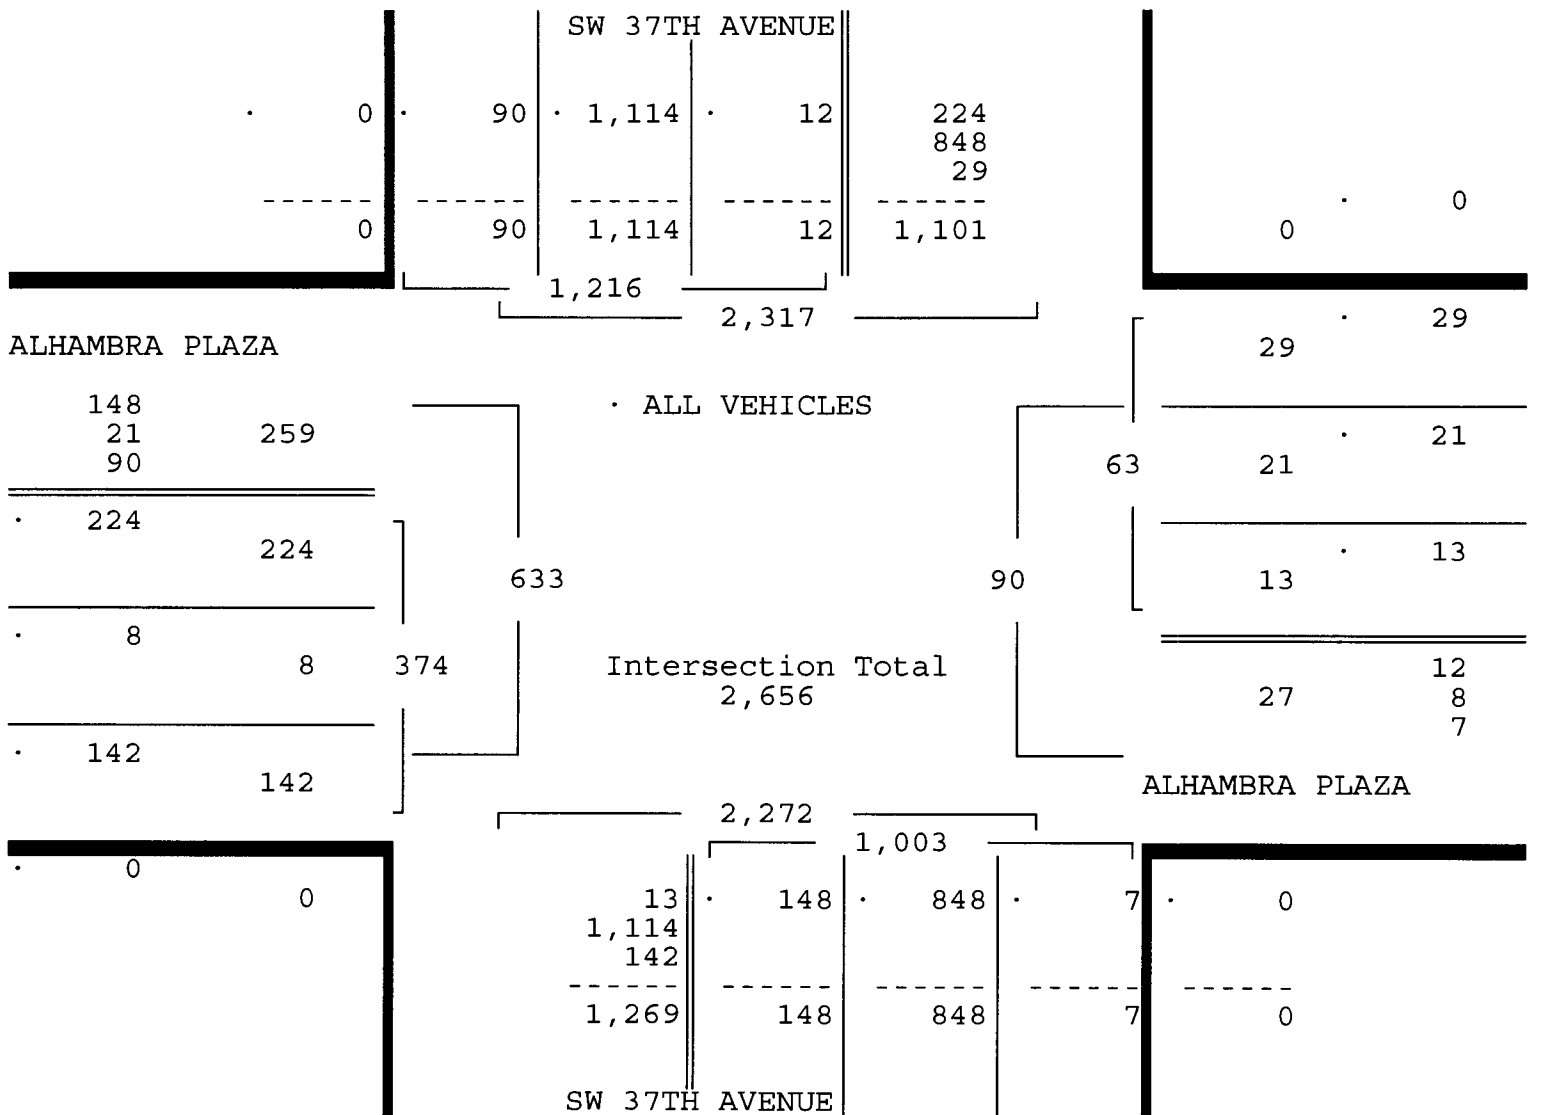 SW 37TH AVENUE
· 0 · 90 · 1,114 · 12 224
848
29
------ ------ ------ ------ ------ · 0
0 90 1,114 12 1,101 0
1,216
2,317 · 29
ALHAMBRA PLAZA 29
148 · ALL VEHICLES
21 259 · 21
90 63 21
· 224
224 · 13
633 90 13
· 8
8 374 Intersection Total 12
2,656 27 8
7
· 142
142 ALHAMBRA PLAZA
2,272
1,003
· 0
0 13 · 148 · 848 · 7 · 0
1,114
142
------ ------ ------ ------ ------
1,269 148 848 7 0
SW 37TH AVENUE